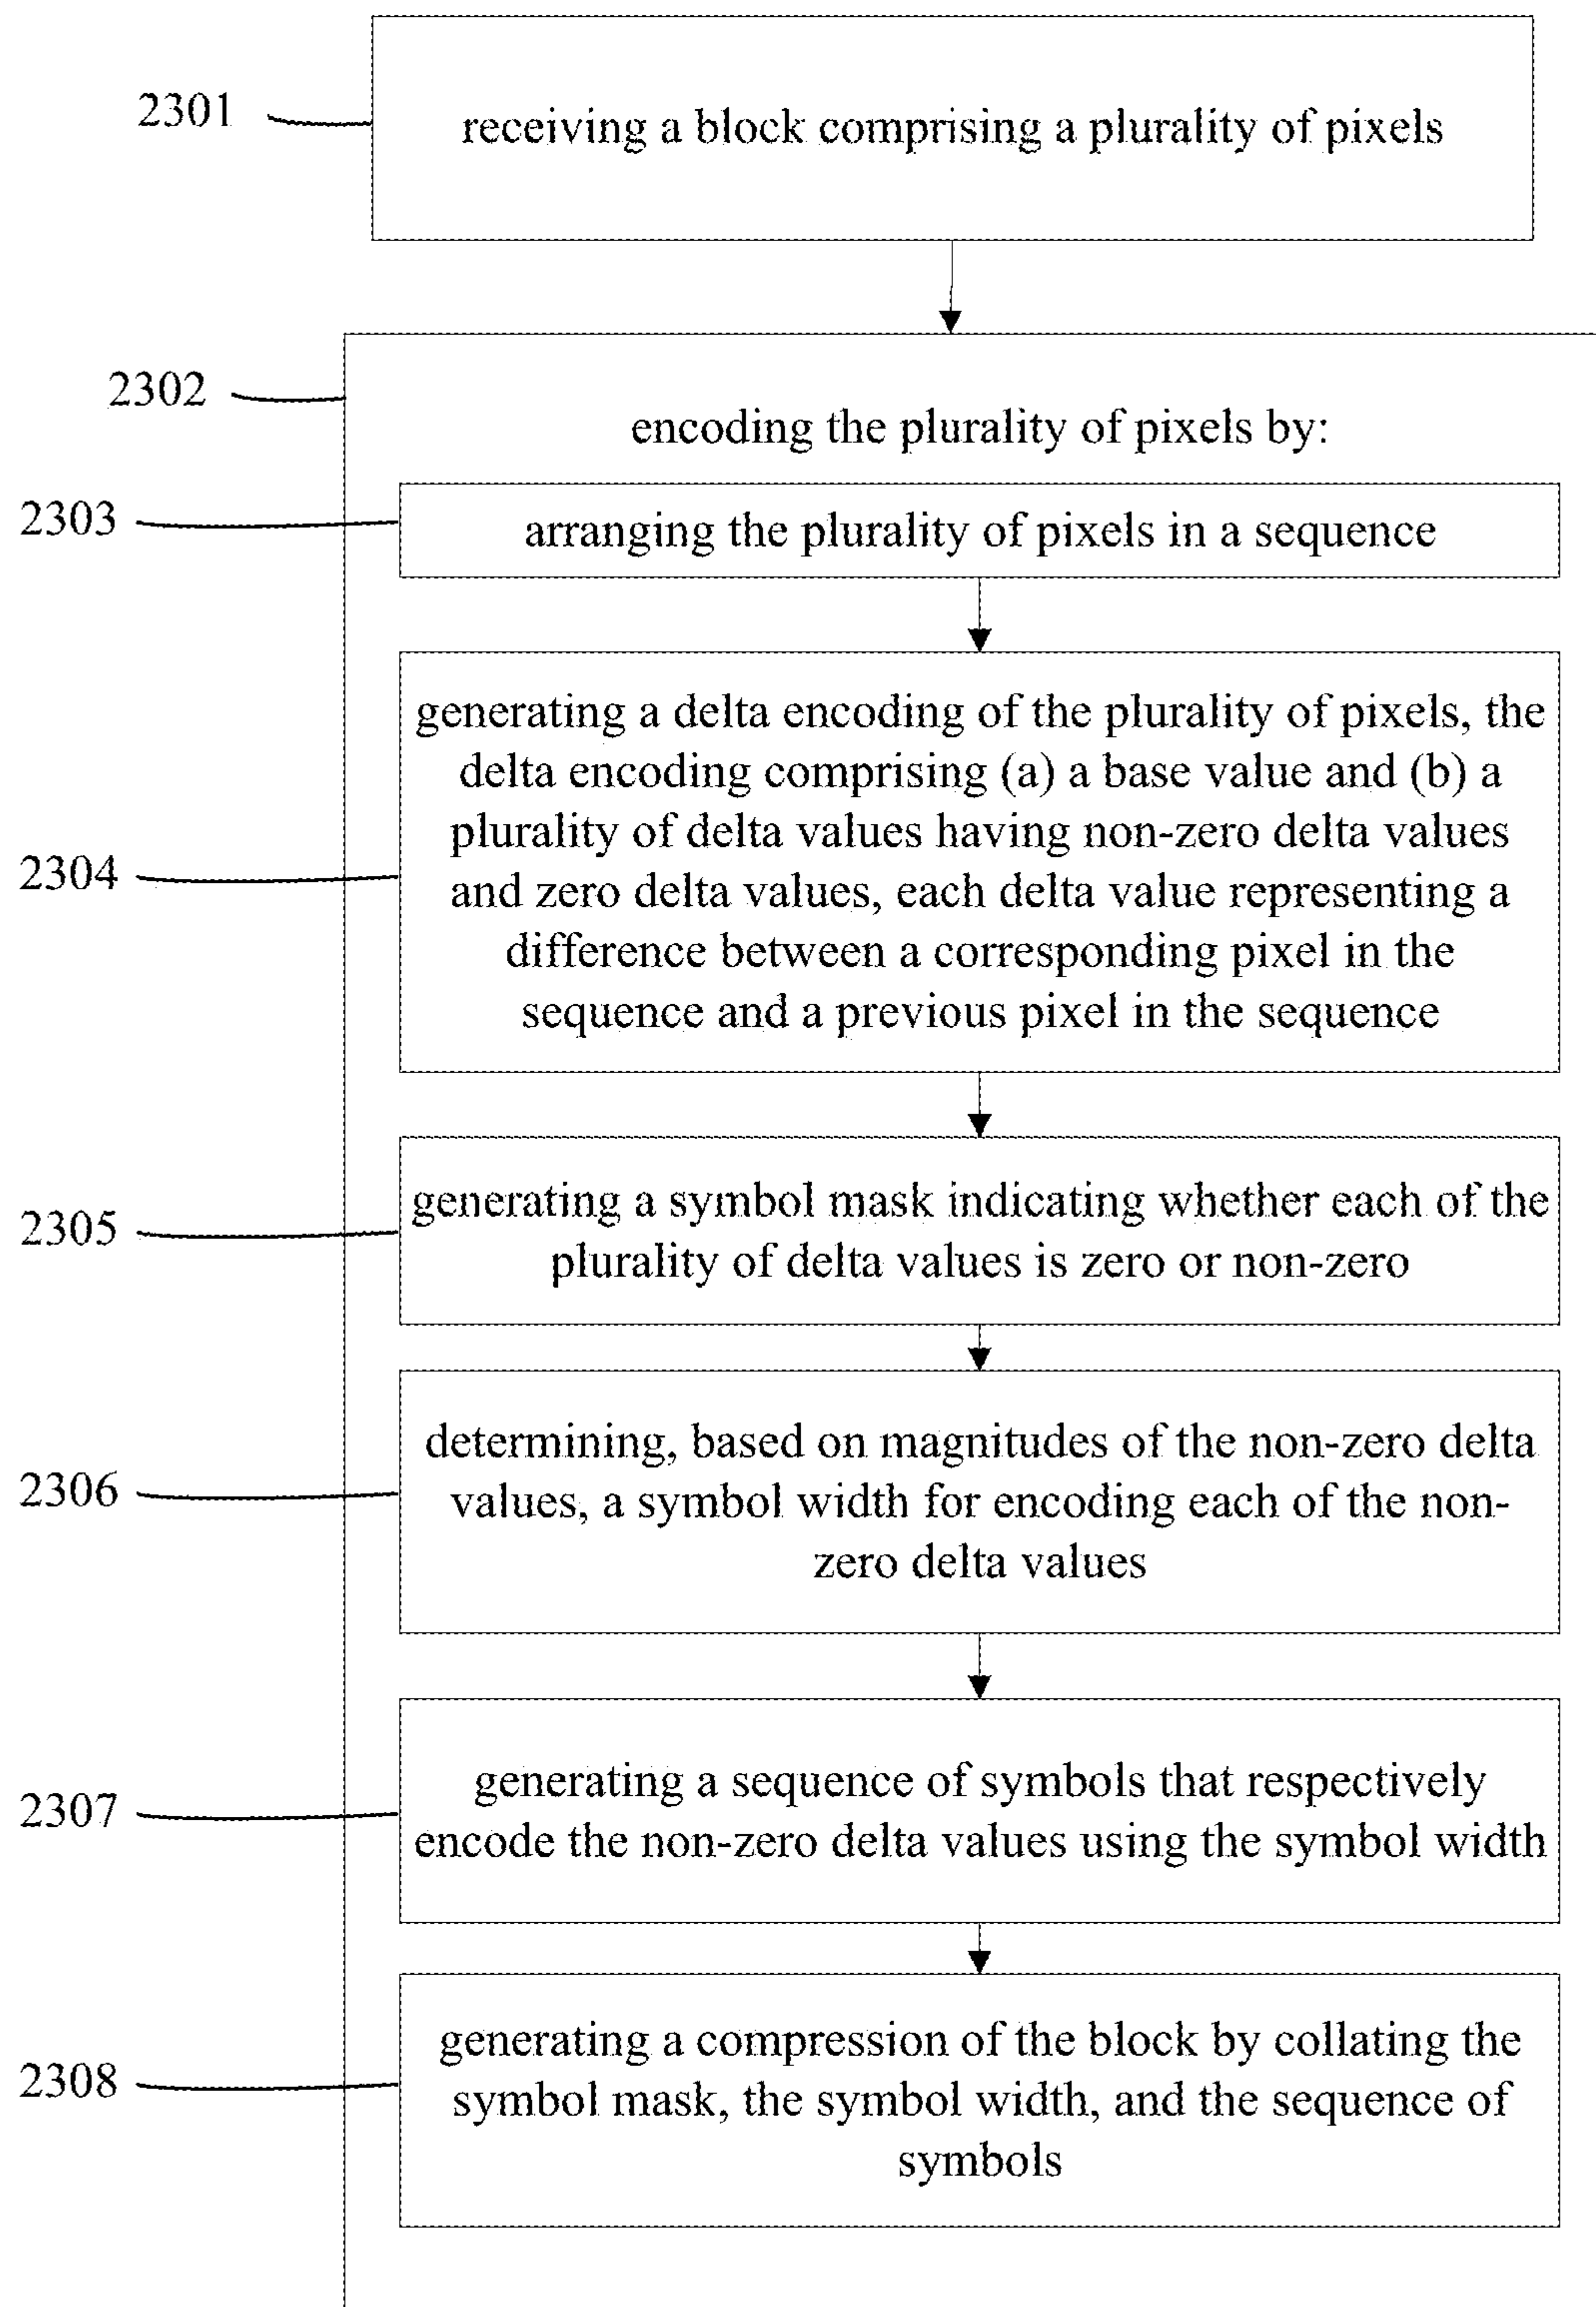 2301
receiving a block comprising a plurality of pixels
2302
encoding the plurality of pixels by:
2303
arranging the plurality of pixels in a sequence
2304
generating a delta encoding of the plurality of pixels, the
delta encoding comprising (a) a base value and (b) a
plurality of delta values having non-zero delta values
and zero delta values, each delta value representing a
difference between a corresponding pixel in the
sequence and a previous pixel in the sequence
2305
generating a symbol mask indicating whether each of the
plurality of delta values is zero or non-zero
2306
determining, based on magnitudes of the non-zero delta
values, a symbol width for encoding each of the non-
zero delta values
2307
generating a sequence of symbols that respectively
encode the non-zero delta values using the symbol width
2308
generating a compression of the block by collating the
symbol mask, the symbol width, and the sequence of
symbols